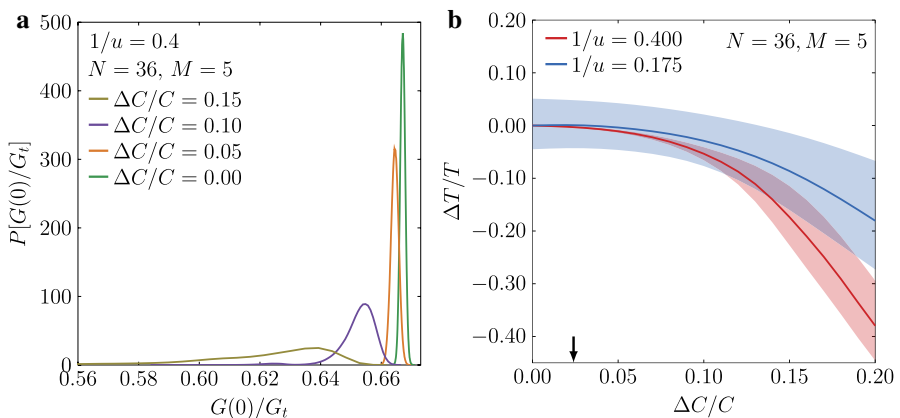 a
500
400
300
200
100
0
P[G(0)/G_t]
1/u = 0.4
N = 36, M = 5
ΔC/C = 0.15
ΔC/C = 0.10
ΔC/C = 0.05
ΔC/C = 0.00
0.56 0.58 0.60 0.62 0.64 0.66
G(0)/G_t
b
0.20
0.10
0.00
−0.10
−0.20
−0.30
−0.40
ΔT/T
1/u = 0.400
1/u = 0.175
N = 36, M = 5
0.00 0.05 0.10 0.15 0.20
ΔC/C